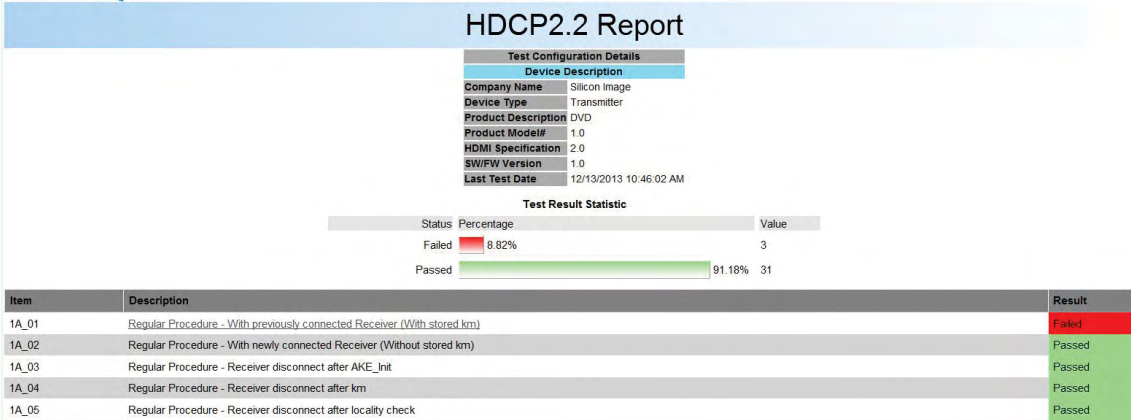 HDCP2.2 Report
Test Configuration Details
Device Description
Company Name Silicon Image
Device Type Transmitter
Product Description DVD
Product Model# 1.0
HDMI Specification 2.0
SW/FW Version 1.0
Last Test Date 12/13/2013 10:46:02 AM
Test Result Statistic
Status Percentage Value
Failed 8.82% 3
Passed 91.18% 31
Item Description Result
1A_01 Regular Procedure - With previously connected Receiver (With stored km) Failed
1A_02 Regular Procedure - With newly connected Receiver (Without stored km) Passed
1A_03 Regular Procedure - Receiver disconnect after AKE_Init Passed
1A_04 Regular Procedure - Receiver disconnect after km Passed
1A_05 Regular Procedure - Receiver disconnect after locality check Passed